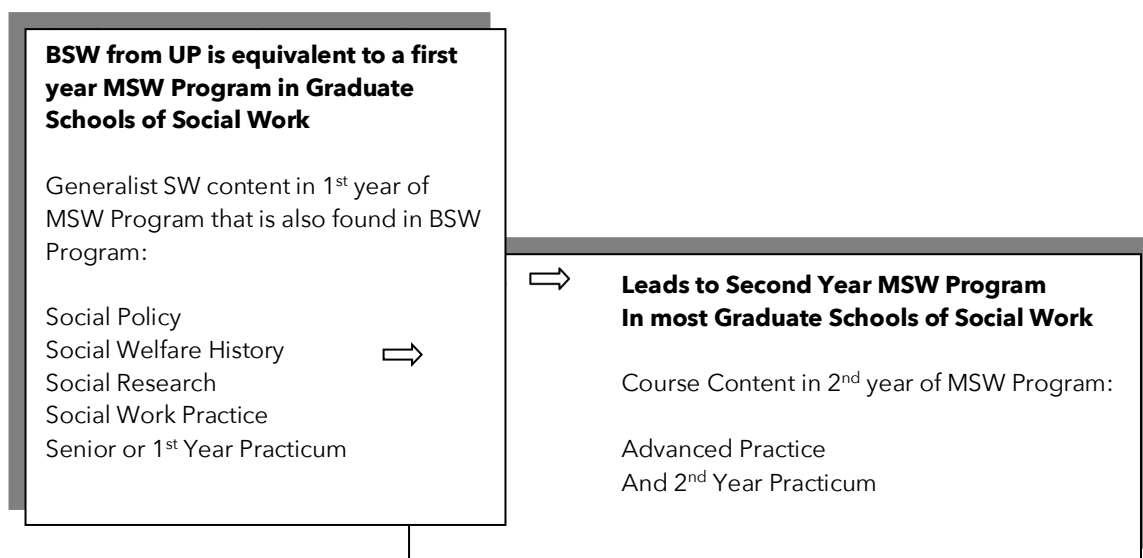 BSW from UP is equivalent to a first
year MSW Program in Graduate
Schools of Social Work
Generalist SW content in 1st year of
MSW Program that is also found in BSW
Program:
Social Policy
Social Welfare History
Social Research
Social Work Practice
Senior or 1st Year Practicum
Leads to Second Year MSW Program
In most Graduate Schools of Social Work
Course Content in 2nd year of MSW Program:
Advanced Practice
And 2nd Year Practicum